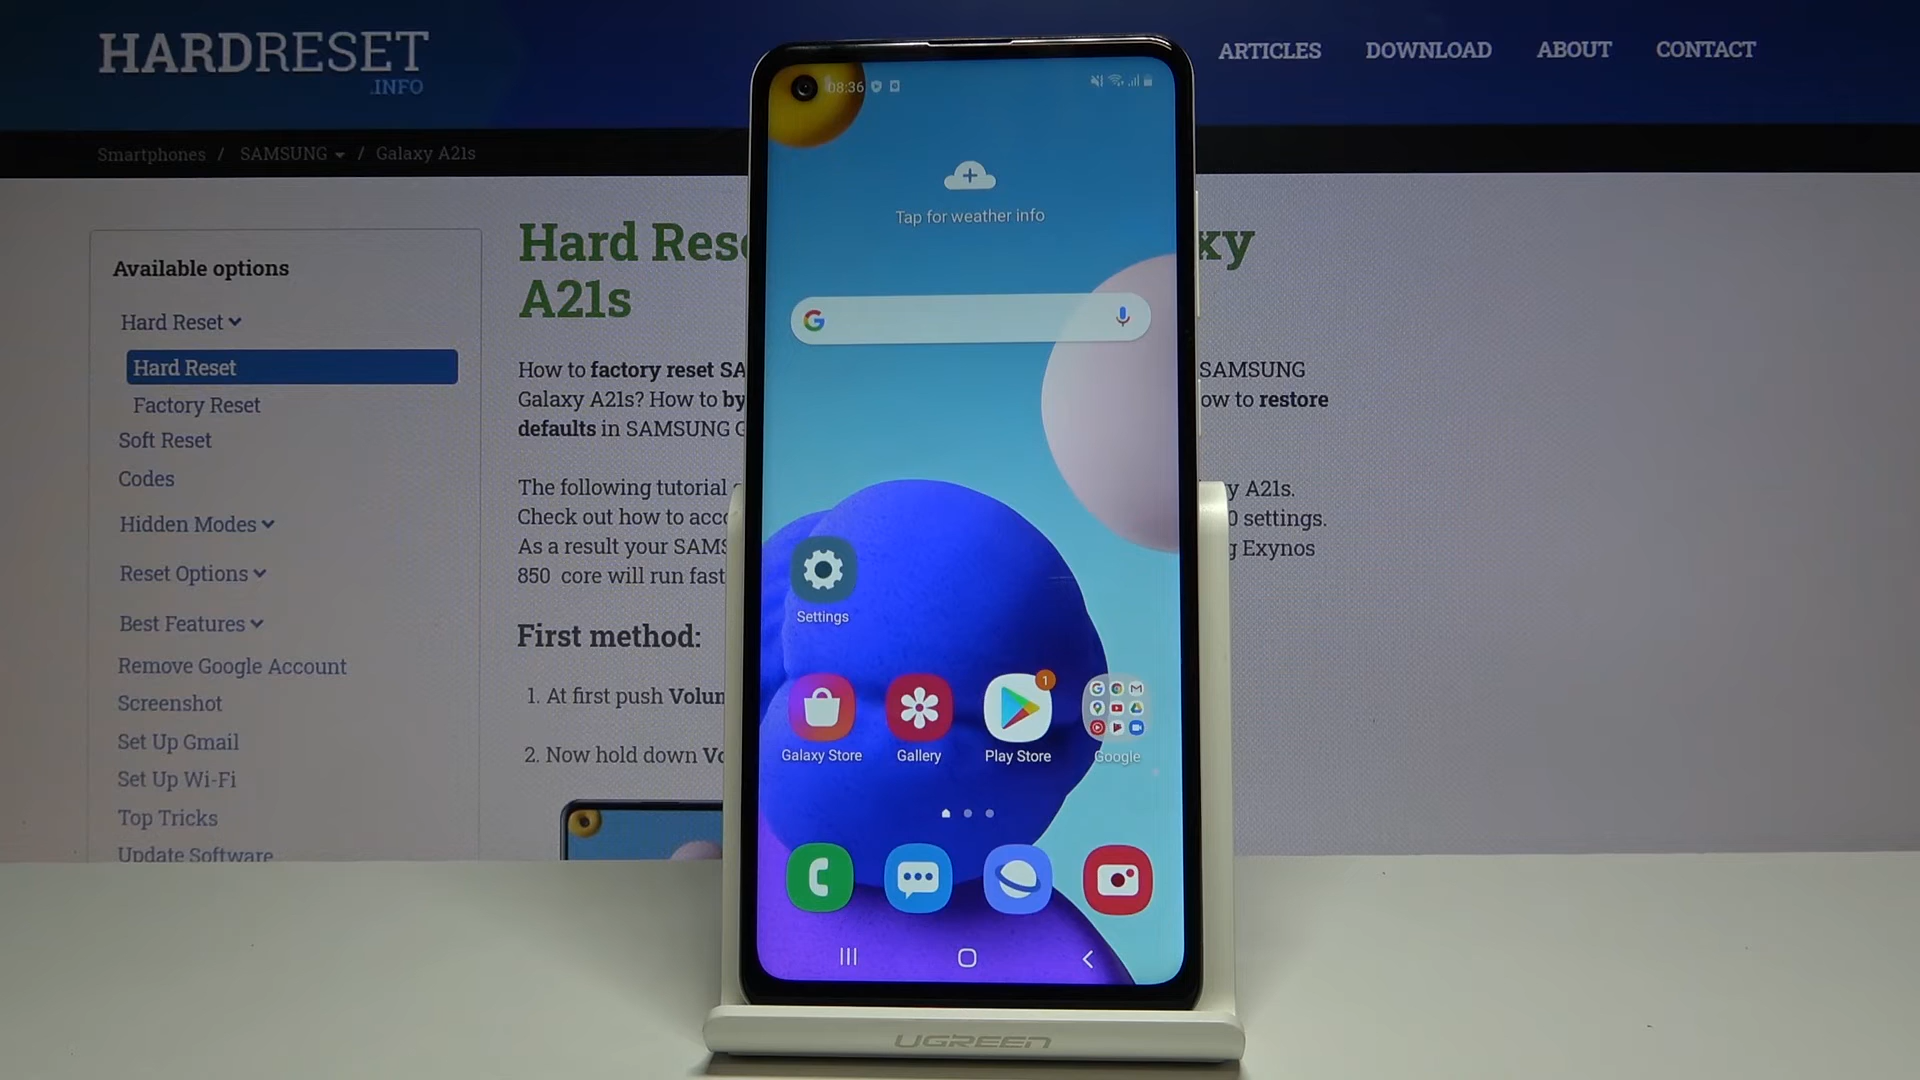 HARDRESET
.INFO
ARTICLES DOWNLOAD ABOUT CONTACT
Smartphones / SAMSUNG / Galaxy A21s
Available options
Hard Reset
Hard Reset
Factory Reset
Soft Reset
Codes
Hidden Modes
Reset Options
Best Features
Remove Google Account
Screenshot
Set Up Gmail
Set Up Wi-Fi
Top Tricks
Update Software
Hard Res xy
A21s
How to factory reset SA SAMSUNG
Galaxy A21s? How to by ow to restore
defaults in SAMSUNG G
The following tutorial y A21s.
Check out how to acc 0 settings.
As a result your SAMS g Exynos
850 core will run fast
First method:
1. At first push Volum
2. Now hold down Vo
08:36
Tap for weather info
Settings
Galaxy Store Gallery Play Store Google
1
UGREEN